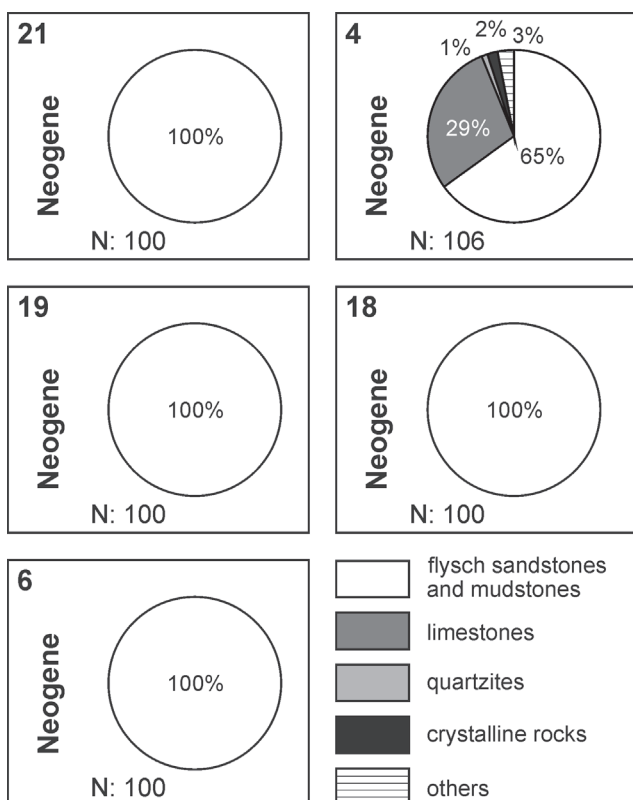 21
Neogene
100%
N: 100
4
Neogene
1%
2%
3%
29%
65%
N: 106
19
Neogene
100%
N: 100
18
Neogene
100%
N: 100
6
Neogene
100%
N: 100
flysch sandstones
and mudstones
limestones
quartzites
crystalline rocks
others